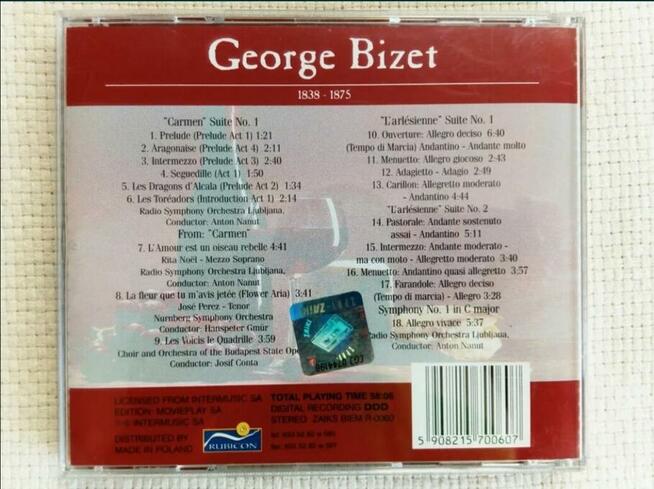 George Bizet
1838 - 1875
"Carmen" Suite No. 1
1. Prelude (Prelude Act 1) 1:21
2. Aragonaise (Prelude Act 4) 2:11
3. Intermezzo (Prelude Act 3) 2:40
4. Seguedille (Act 1) 1:50
5. Les Dragons d'Alcala (Prelude Act 2) 1:34
6. Les Toréadors (Introduction Act 1) 2:14
Radio Symphony Orchestra Ljubljana,
Conductor: Anton Nanut
From: "Carmen"
7. L'Amour est un oiseau rebelle 4:41
Rita Noël - Mezzo Soprano
Radio Symphony Orchestra Ljubljana,
Conductor: Anton Nanut
8. La fleur que tu m'avis jetée (Flower Aria) 3:41
José Perez - Tenor
Nurnberg Symphony Orchestra
Conductor: Hanspeter Gmür
9. Les Voicis le Quadrille 3:59
Choir and Orchestra of the Budapest State Ope
Conductor: Josif Conta
"L'arlésienne" Suite No. 1
10. Ouverture: Allegro deciso 6:40
(Tempo di Marcia) Andantino - Andante molto
11. Menuetto: Allegro giocoso 2:43
12. Adagietto - Adagio 2:49
13. Carillon: Allegretto moderato
- Andantino 4:44
"L'arlésienne" Suite No. 2
14. Pastorale: Andante sostenuto
assai - Andantino 5:11
15. Intermezzo: Andante moderato -
ma con moto - Allegretto moderato 3:40
16. Menuetto: Andantino quasi allegretto 3:57
17. Farandole: Allegro deciso
(Tempo di marcia) - Allegro 3:28
Symphony No. 1 in C major
18. Allegro vivace 5:37
Radio Symphony Orchestra Ljubljana,
Conductor: Anton Nanut
LICENSED FROM INTERMUSIC SA
EDITION: MOVIEPLAY SA
INTERMUSIC SA
DISTRIBUTED BY
MADE IN POLAND
RUBICON
TOTAL PLAYING TIME 58:06
DIGITAL RECORDING DDD
STEREO ZAIKS BIEM R-0060
5 908215 700607